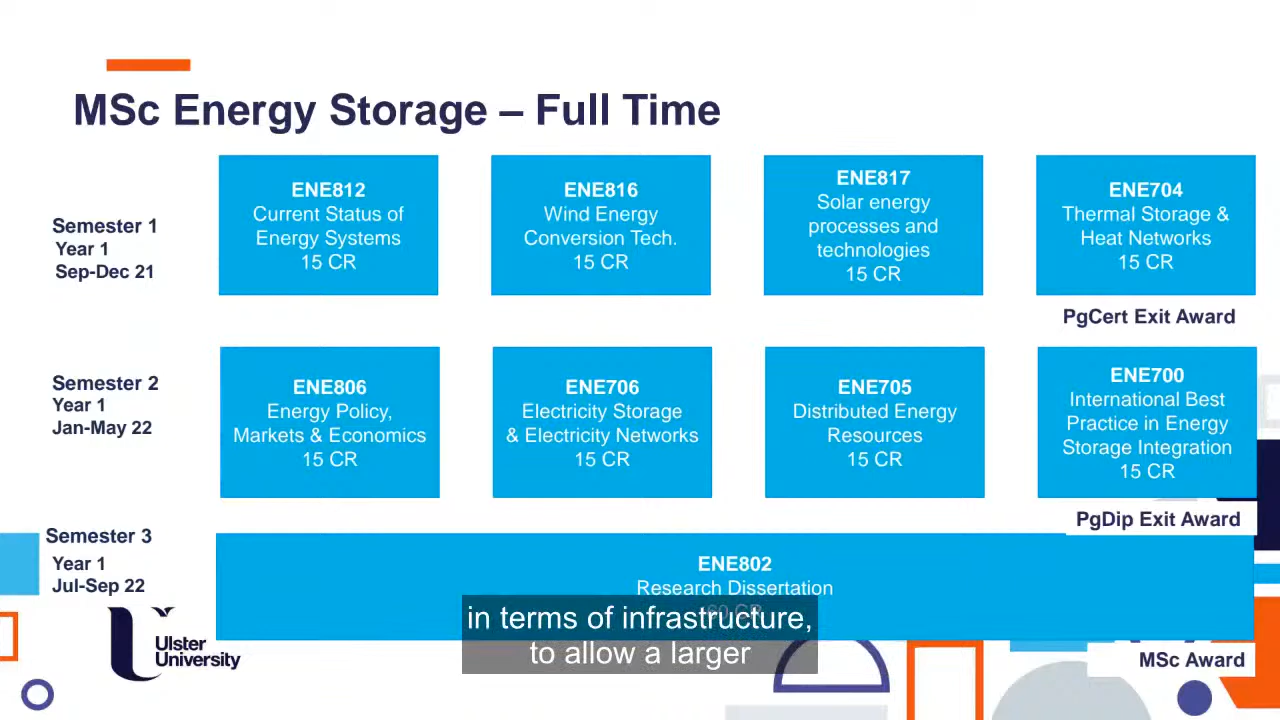 MSc Energy Storage – Full Time
Semester 1
Year 1
Sep-Dec 21
ENE812
Current Status of
Energy Systems
15 CR
ENE816
Wind Energy
Conversion Tech.
15 CR
ENE817
Solar energy
processes and
technologies
15 CR
ENE704
Thermal Storage &
Heat Networks
15 CR
PgCert Exit Award
Semester 2
Year 1
Jan-May 22
ENE806
Energy Policy,
Markets & Economics
15 CR
ENE706
Electricity Storage
& Electricity Networks
15 CR
ENE705
Distributed Energy
Resources
15 CR
ENE700
International Best
Practice in Energy
Storage Integration
15 CR
PgDip Exit Award
Semester 3
Year 1
Jul-Sep 22
ENE802
Research Dissertation
in terms of infrastructure,
to allow a larger
Ulster
University
MSc Award